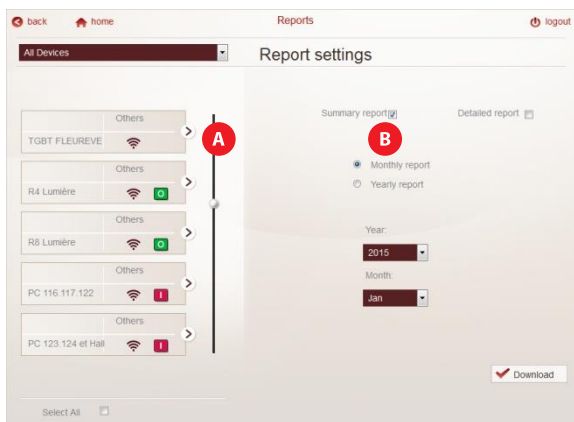 back home Reports logout
All Devices Report settings
Others
TGBT FLEUREVE
Others
R4 Lumière O
Others
R8 Lumière O
Others
PC 116.117.122 I
Others
PC 123.124 et Hall I
Select All
A
Summary report Detailed report
B
Monthly report
Yearly report
Year:
2015
Month:
Jan
Download